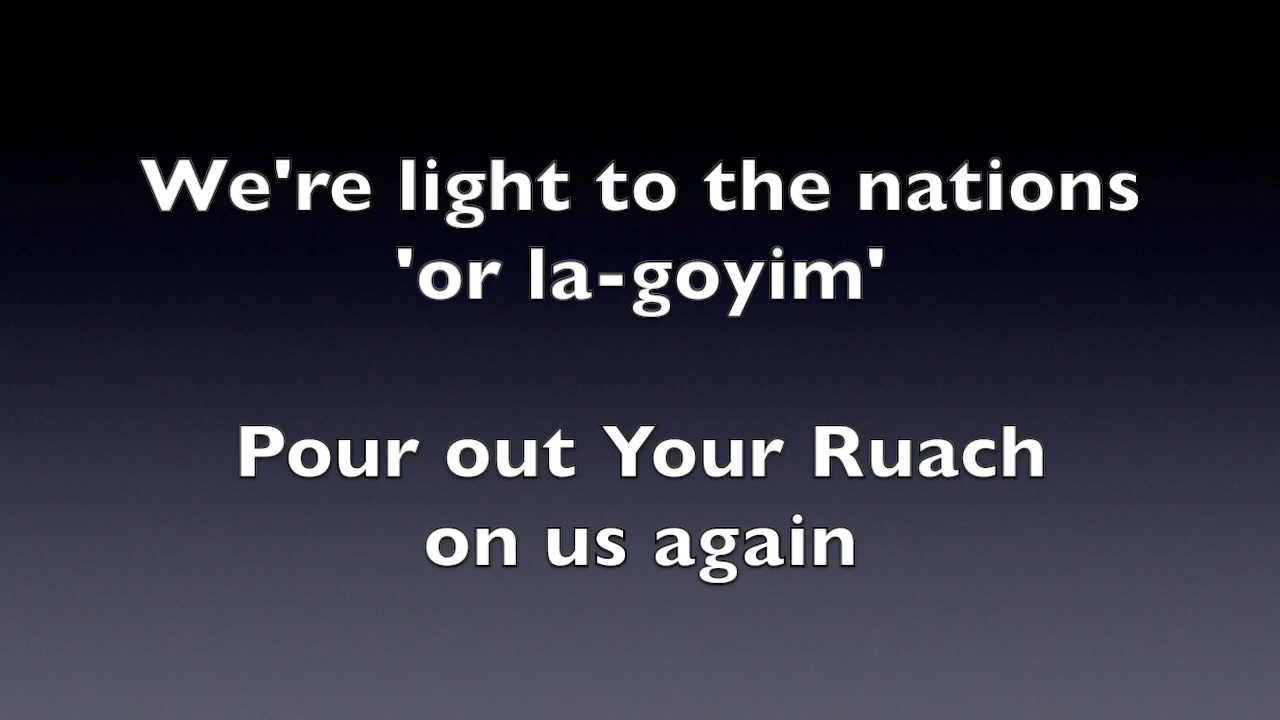 We're light to the nations
'or la-goyim'
Pour out Your Ruach
on us again